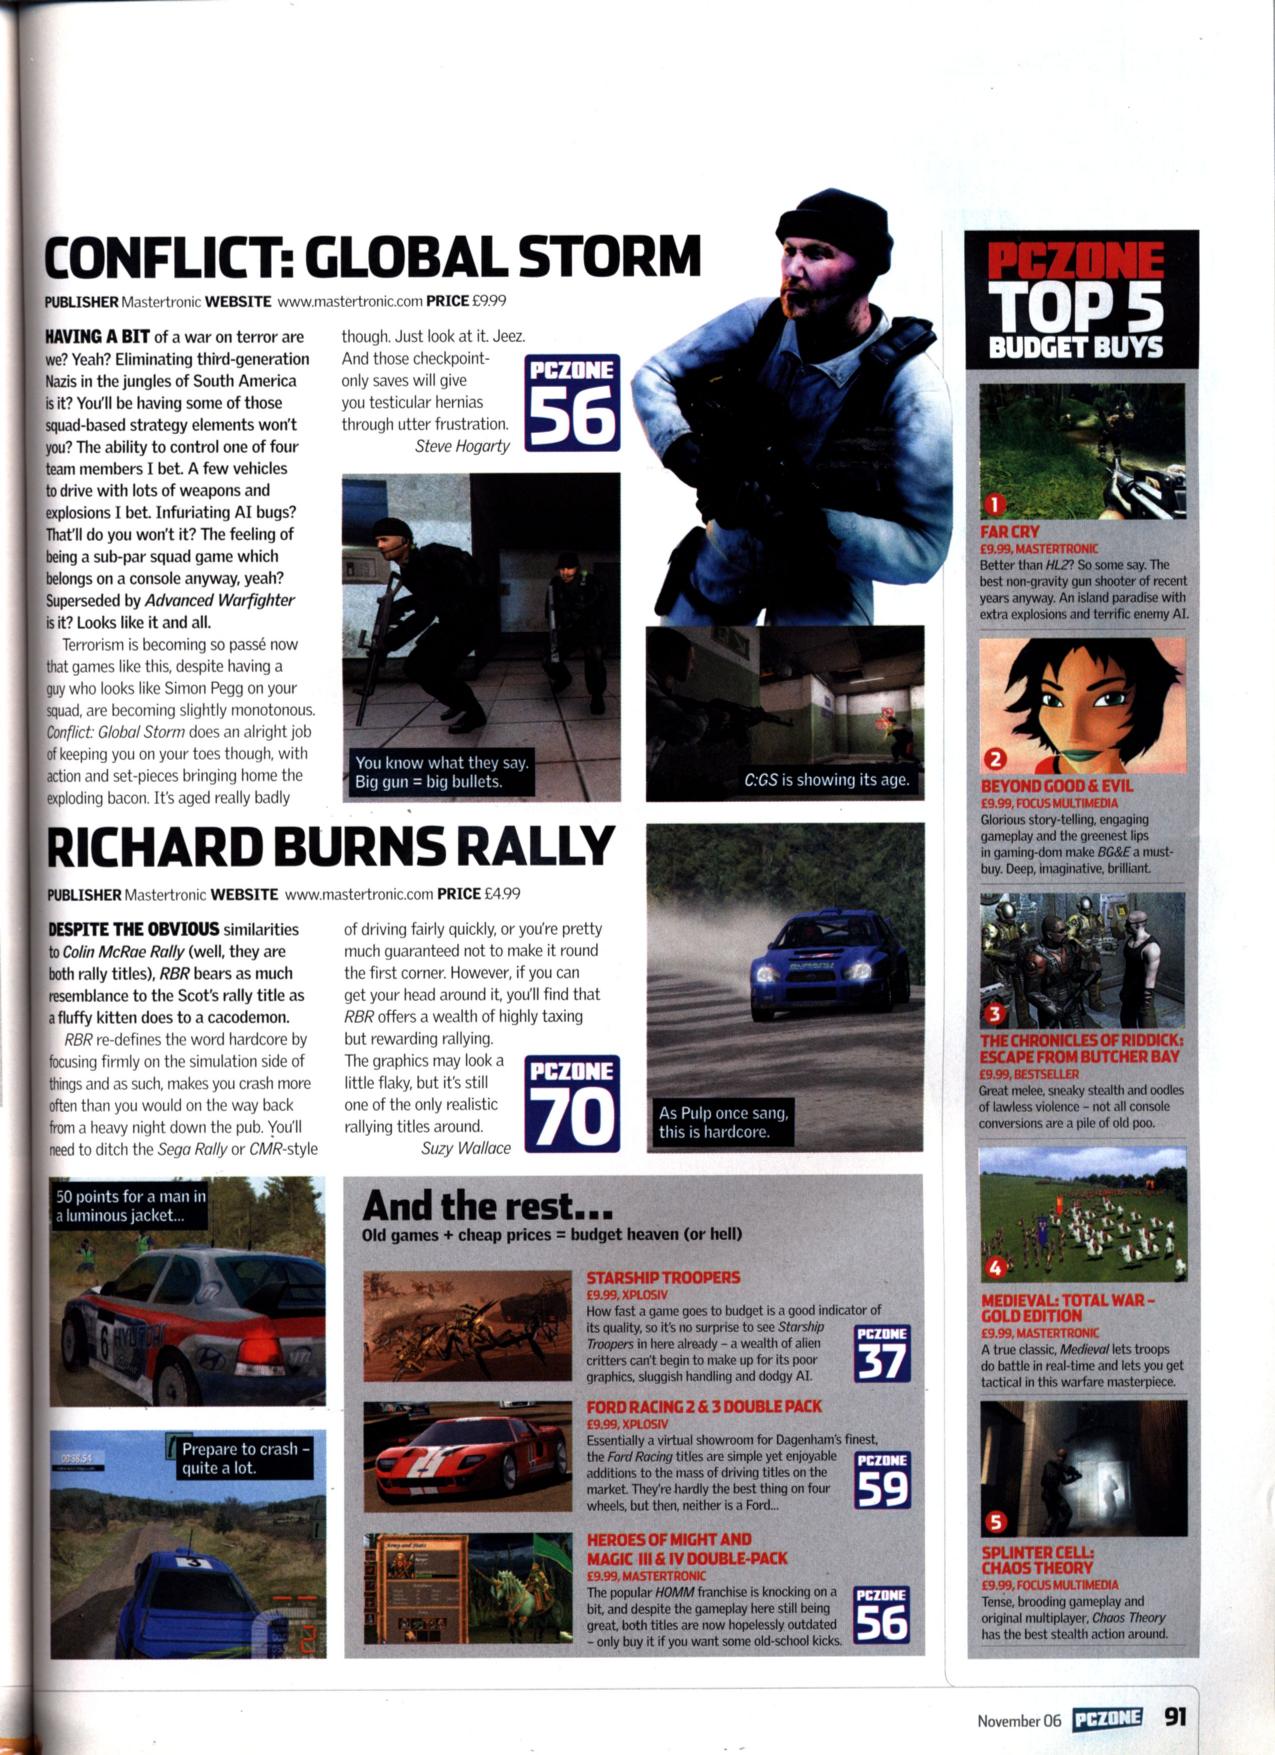 CONFLICT: GLOBAL STORM
PUBLISHER Mastertronic WEBSITE www.mastertronic.com PRICE £9.99
HAVING A BIT of a war on terror are
we? Yeah? Eliminating third-generation
Nazis in the jungles of South America
is it? You'll be having some of those
squad-based strategy elements won't
you? The ability to control one of four
team members I bet. A few vehicles
to drive with lots of weapons and
explosions I bet. Infuriating AI bugs?
That'll do you won't it? The feeling of
being a sub-par squad game which
belongs on a console anyway, yeah?
Superseded by Advanced Warfighter
is it? Looks like it and all.
Terrorism is becoming so passé now
that games like this, despite having a
guy who looks like Simon Pegg on your
squad, are becoming slightly monotonous.
Conflict: Global Storm does an alright job
of keeping you on your toes though, with
action and set-pieces bringing home the
exploding bacon. It's aged really badly
though. Just look at it. Jeez.
And those checkpoint-
only saves will give
you testicular hernias
through utter frustration.
Steve Hogarty
PCZONE
56
You know what they say.
Big gun = big bullets.
C:GS is showing its age.
RICHARD BURNS RALLY
PUBLISHER Mastertronic WEBSITE www.mastertronic.com PRICE £4.99
DESPITE THE OBVIOUS similarities
to Colin McRae Rally (well, they are
both rally titles), RBR bears as much
resemblance to the Scot's rally title as
a fluffy kitten does to a cacodemon.
RBR re-defines the word hardcore by
focusing firmly on the simulation side of
things and as such, makes you crash more
often than you would on the way back
from a heavy night down the pub. You'll
need to ditch the Sega Rally or CMR-style
of driving fairly quickly, or you're pretty
much guaranteed not to make it round
the first corner. However, if you can
get your head around it, you'll find that
RBR offers a wealth of highly taxing
but rewarding rallying.
The graphics may look a
little flaky, but it's still
one of the only realistic
rallying titles around.
Suzy Wallace
PCZONE
70
As Pulp once sang,
this is hardcore.
50 points for a man in
a luminous jacket...
6 HYUNDAI
Prepare to crash –
quite a lot.
3
And the rest...
Old games + cheap prices = budget heaven (or hell)
STARSHIP TROOPERS
£9.99, XPLOSIV
How fast a game goes to budget is a good indicator of
its quality, so it's no surprise to see Starship
Troopers in here already – a wealth of alien
critters can't begin to make up for its poor
graphics, sluggish handling and dodgy AI.
PCZONE
37
FORD RACING 2 & 3 DOUBLE PACK
£9.99, XPLOSIV
Essentially a virtual showroom for Dagenham's finest,
the Ford Racing titles are simple yet enjoyable
additions to the mass of driving titles on the
market. They're hardly the best thing on four
wheels, but then, neither is a Ford...
PCZONE
59
HEROES OF MIGHT AND
MAGIC III & IV DOUBLE-PACK
£9.99, MASTERTRONIC
The popular HOMM franchise is knocking on a
bit, and despite the gameplay here still being
great, both titles are now hopelessly outdated
– only buy it if you want some old-school kicks.
PCZONE
56
PCZONE
TOP 5
BUDGET BUYS
1
FAR CRY
£9.99, MASTERTRONIC
Better than HL2? So some say. The
best non-gravity gun shooter of recent
years anyway. An island paradise with
extra explosions and terrific enemy AI.
2
BEYOND GOOD & EVIL
£9.99, FOCUS MULTIMEDIA
Glorious story-telling, engaging
gameplay and the greenest lips
in gaming-dom make BG&E a must-
buy. Deep, imaginative, brilliant.
3
THE CHRONICLES OF RIDDICK:
ESCAPE FROM BUTCHER BAY
£9.99, BESTSELLER
Great melee, sneaky stealth and oodles
of lawless violence – not all console
conversions are a pile of old poo.
4
MEDIEVAL: TOTAL WAR –
GOLD EDITION
£9.99, MASTERTRONIC
A true classic, Medieval lets troops
do battle in real-time and lets you get
tactical in this warfare masterpiece.
5
SPLINTER CELL:
CHAOS THEORY
£9.99, FOCUS MULTIMEDIA
Tense, brooding gameplay and
original multiplayer, Chaos Theory
has the best stealth action around.
November 06 PCZONE 91